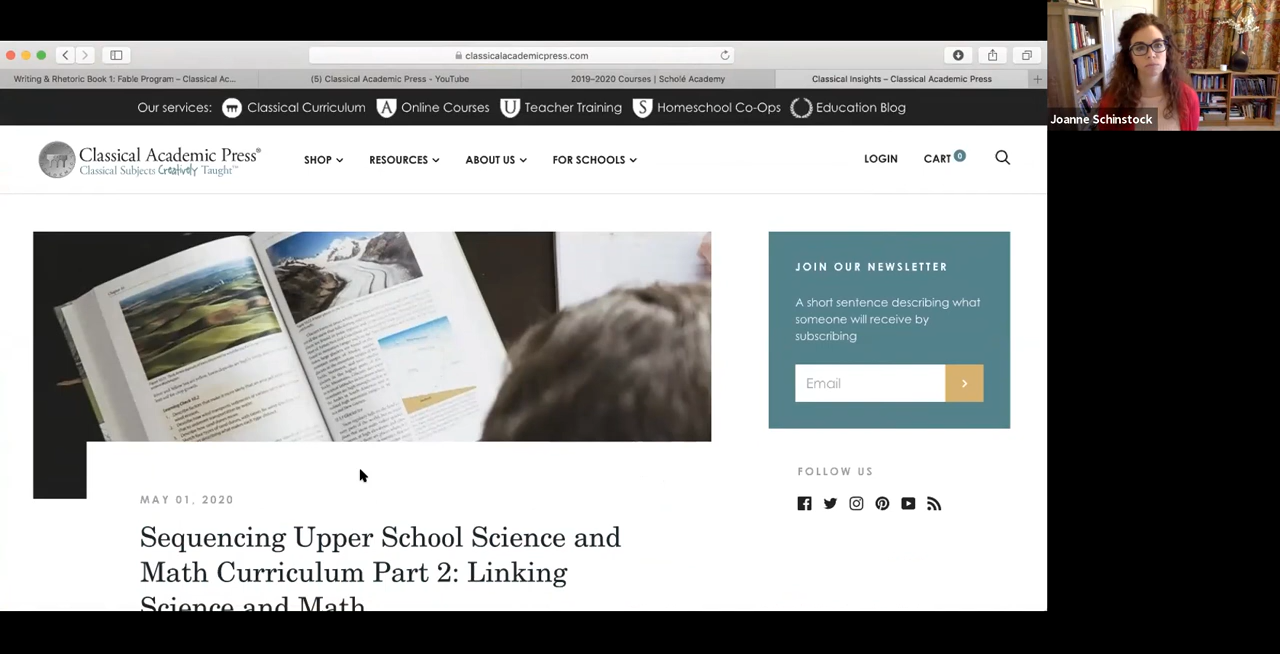 classicalacademicpress.com
Writing & Rhetoric Book 1: Fable Program – Classical Ac...
(5) Classical Academic Press - YouTube
2019–2020 Courses | Scholé Academy
Classical Insights – Classical Academic Press
Our services:
Classical Curriculum
A Online Courses
U Teacher Training
S Homeschool Co-Ops
Education Blog
Joanne Schinstock
Classical Academic Press®
Classical Subjects Creatively Taught™
SHOP
RESOURCES
ABOUT US
FOR SCHOOLS
LOGIN
CART 0
JOIN OUR NEWSLETTER
A short sentence describing what
someone will receive by
subscribing
Email
FOLLOW US
MAY 01, 2020
Sequencing Upper School Science and
Math Curriculum Part 2: Linking
Science and Math